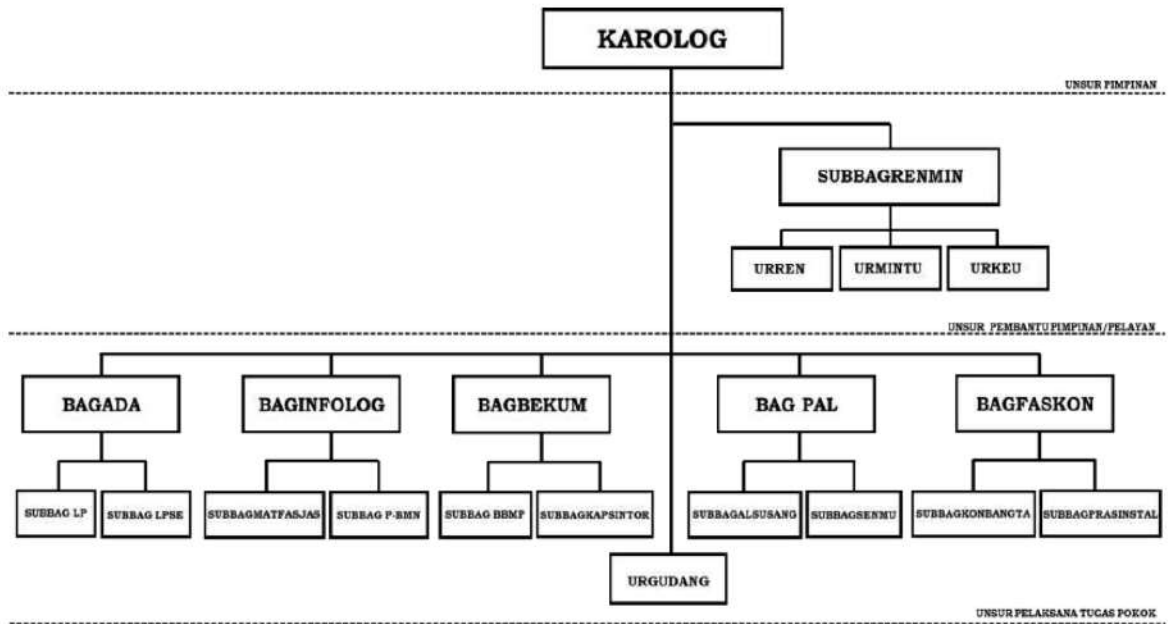 KAROLOG
UNSUR PIMPINAN
SUBBAGRENMIN
URREN
URMINTU
URKEU
UNSUR PEMBANTU PIMPINAN/PELAYAN
BAGADA
BAGINFOLOG
BAGBEKUM
BAG PAL
BAGFASKON
SUBBAG LP
SUBBAG LPSE
SUBBAGMATFASJAS
SUBBAG P-BMN
SUBBAG BBMP
SUBBAGKAPSINTOR
SUBBAGALSUSANG
SUBBAGSENMU
SUBBAGKONBANGTA
SUBBAGPRASINSTAL
URGUDANG
UNSUR PELAKSANA TUGAS POKOK